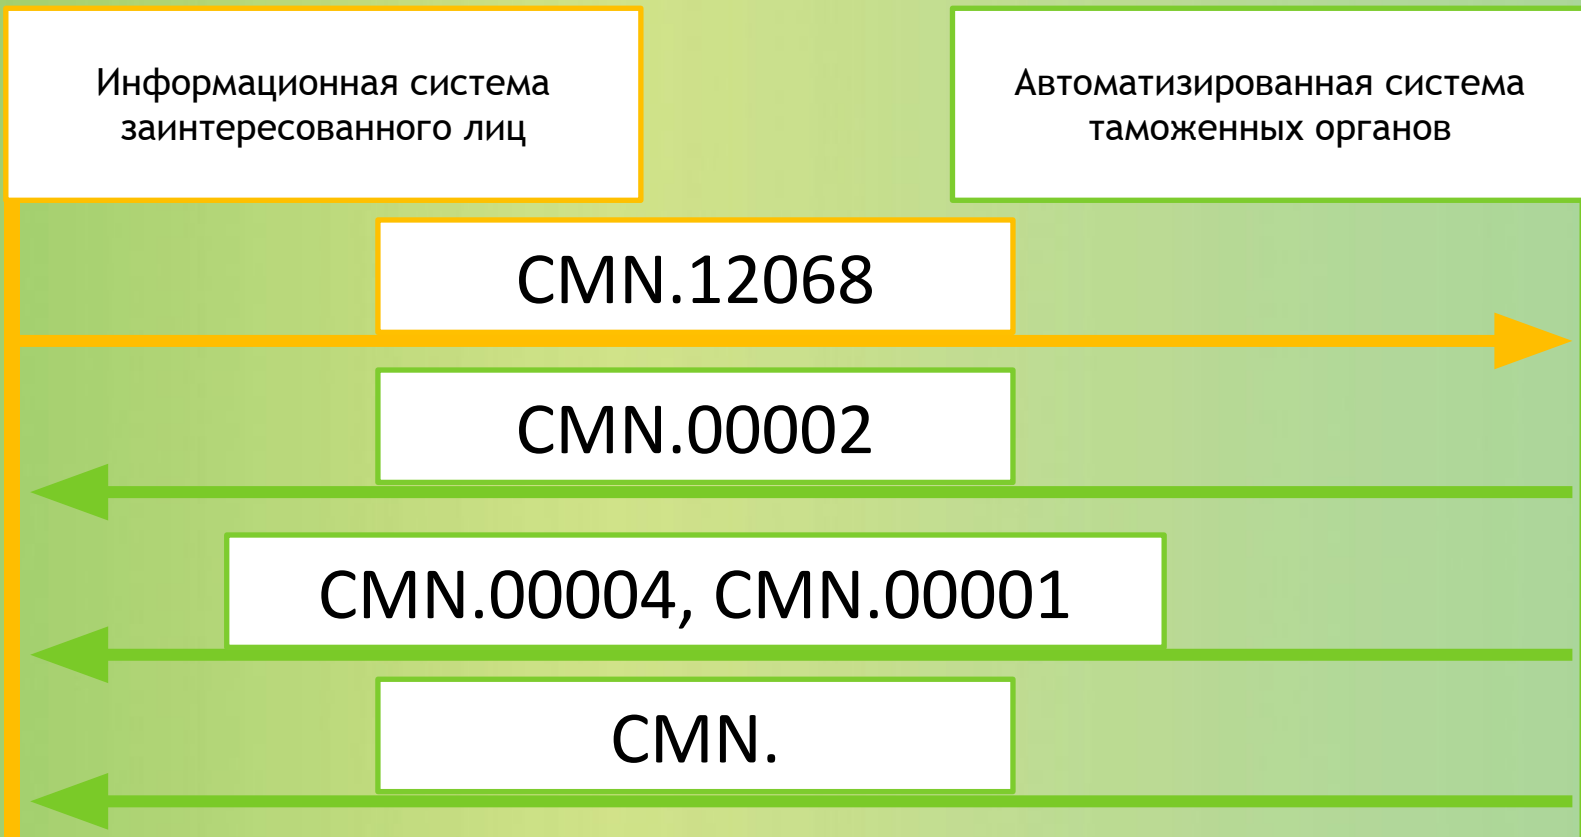 Информационная система
заинтересованного лиц
Автоматизированная система
таможенных органов
CMN.12068
CMN.00002
CMN.00004, CMN.00001
CMN.